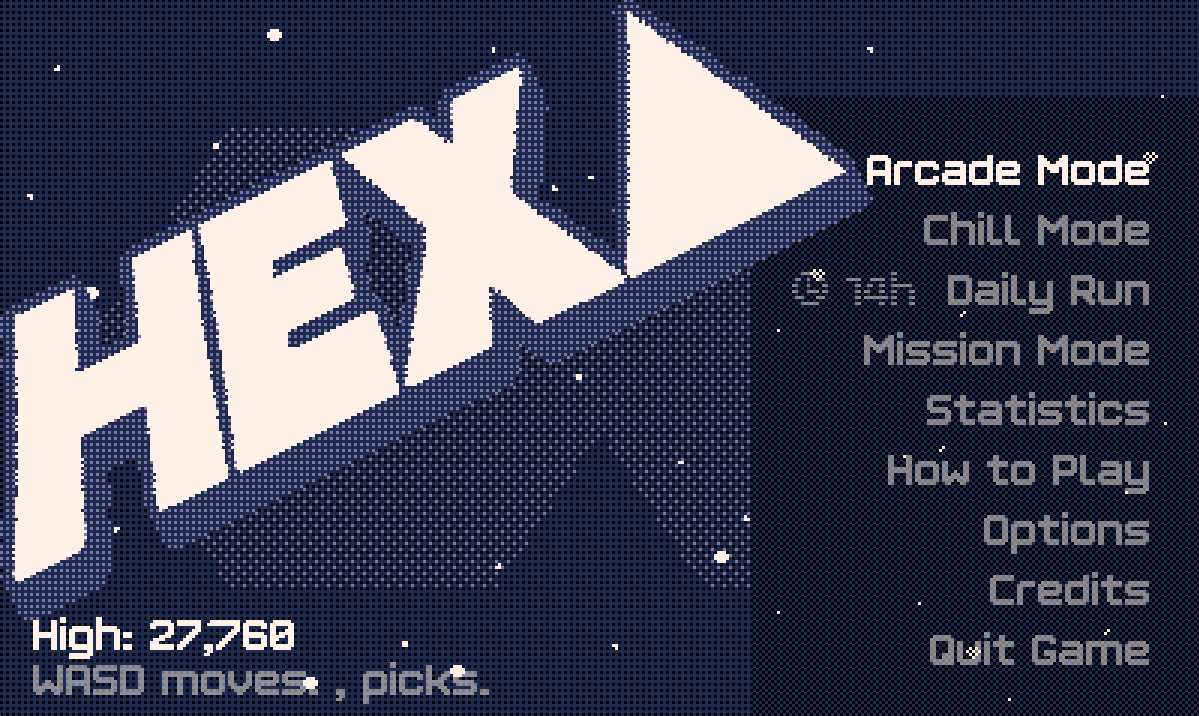 HEX
Arcade Mode
Chill Mode
14h Daily Run
Mission Mode
Statistics
How to Play
Options
Credits
Quit Game
High: 27,760
WASD moves. , picks.